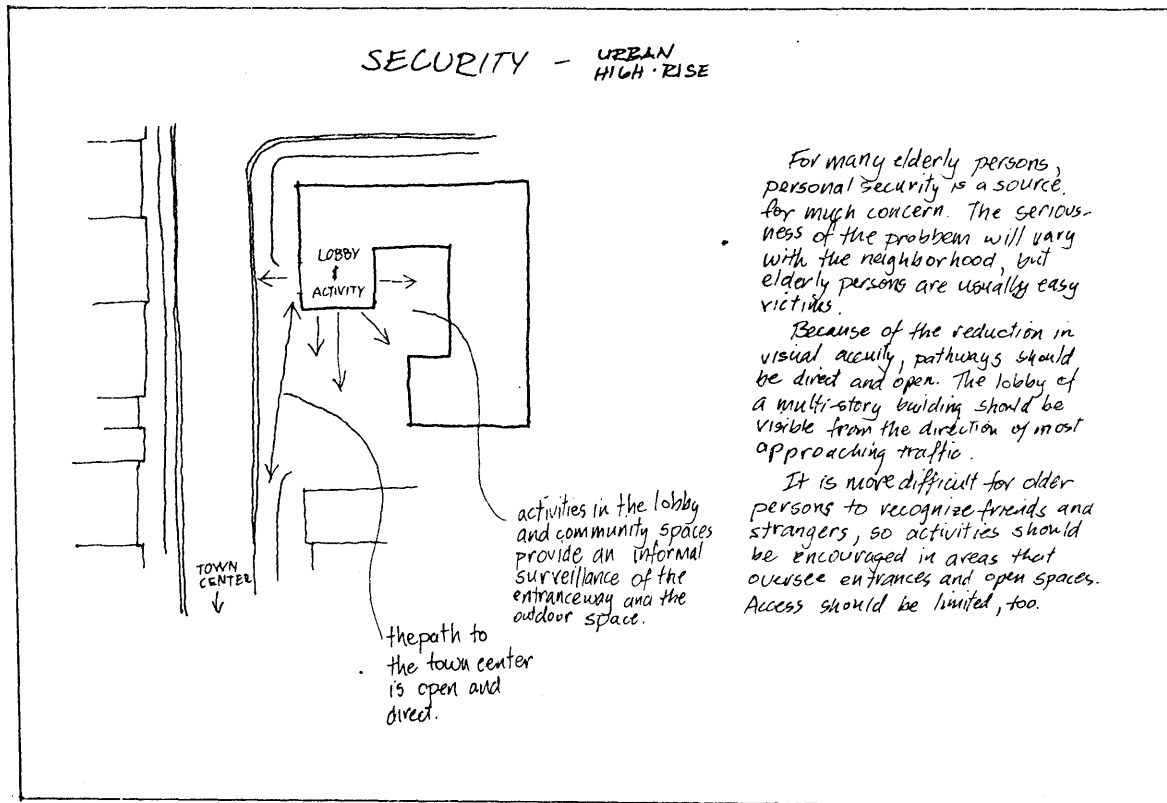 SECURITY - URBAN
HIGH·RISE
LOBBY
&
ACTIVITY
TOWN
CENTER
activities in the lobby
and community spaces
provide an informal
surveillance of the
entranceway and the
outdoor space.
the path to
the town center
is open and
direct.
For many elderly persons,
personal security is a source
for much concern. The serious-
ness of the probbem will vary
with the neighborhood, but
elderly persons are usually easy
victims.
Because of the reduction in
visual accuity, pathways should
be direct and open. The lobby of
a multi-story building should be
visible from the direction of most
approaching traffic.
It is more difficult for older
persons to recognize friends and
strangers, so activities should
be encouraged in areas that
oversee entrances and open spaces.
Access should be limited, too.